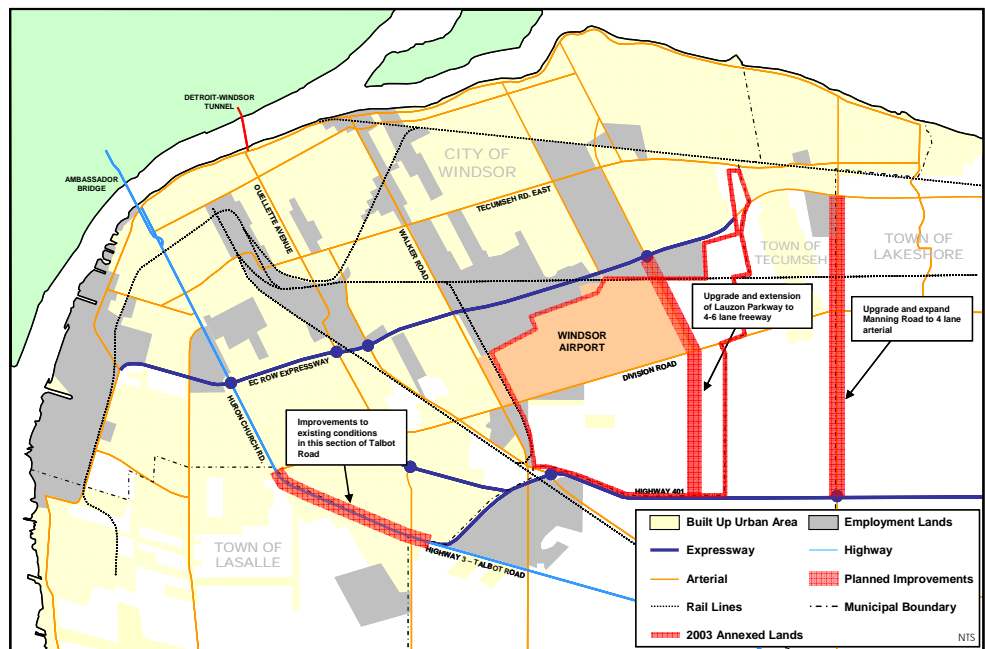 DETROIT-WINDSOR
TUNNEL
AMBASSADOR
BRIDGE
CITY OF
WINDSOR
OUELLETTE AVENUE
TECUMSEH RD. EAST
WALKER ROAD
TOWN OF
TECUMSEH
TOWN OF
LAKESHORE
Upgrade and extension
of Lauzon Parkway to
4-6 lane freeway
Upgrade and expand
Manning Road to 4 lane
arterial
WINDSOR
AIRPORT
EC ROW EXPRESSWAY
DIVISION ROAD
HURON CHURCH RD.
Improvements to
existing conditions
in this section of Talbot
Road
HIGHWAY 401
TOWN OF
LASALLE
HIGHWAY 3 – TALBOT ROAD
Built Up Urban Area
Employment Lands
Expressway
Highway
Arterial
Planned Improvements
Rail Lines
Municipal Boundary
2003 Annexed Lands
NTS